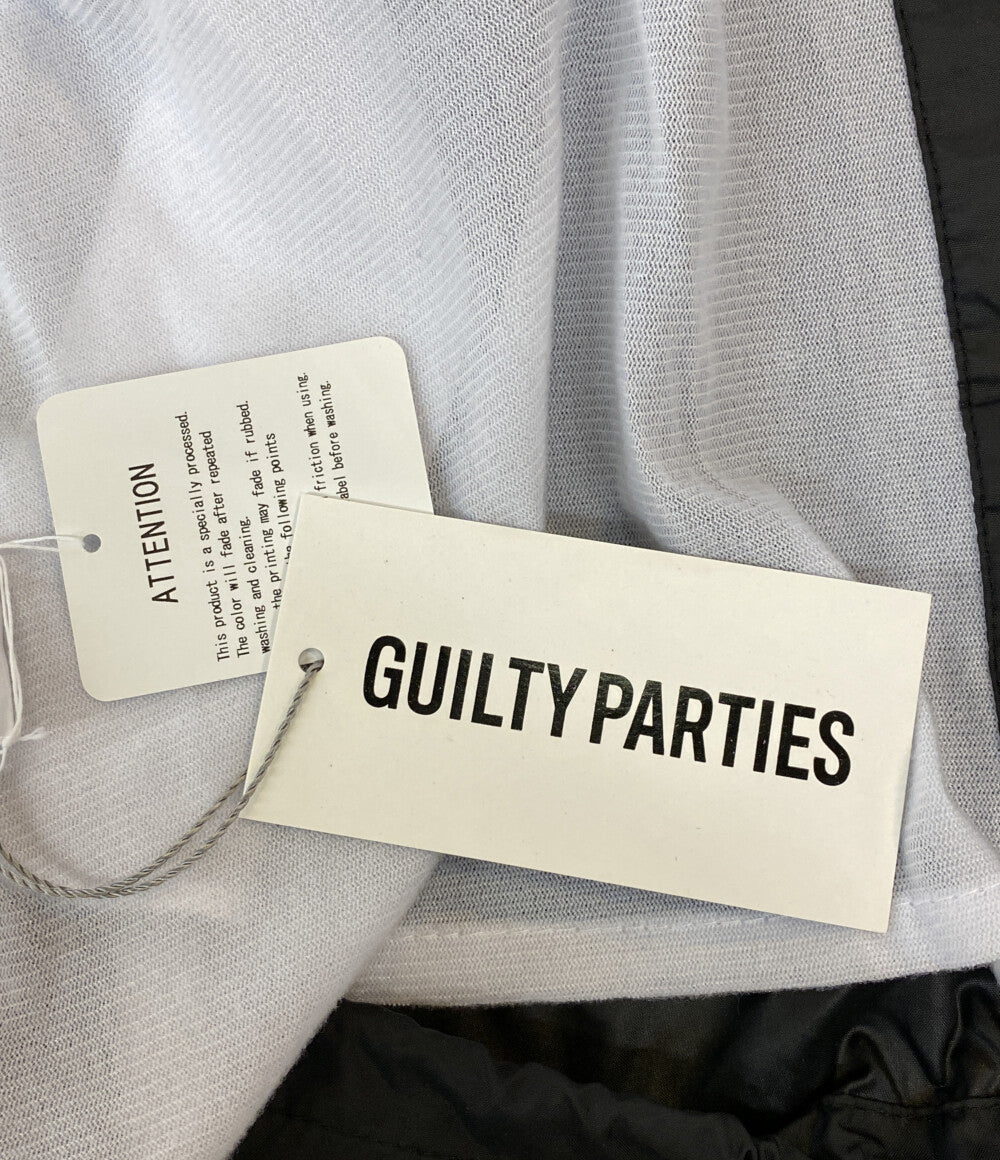 ATTENTION
This product is a specially processed.
The color will fade after repeated
washing and cleaning.
the printing may fade if rubbed.
the following points
friction when using.
label before washing.
GUILTY PARTIES